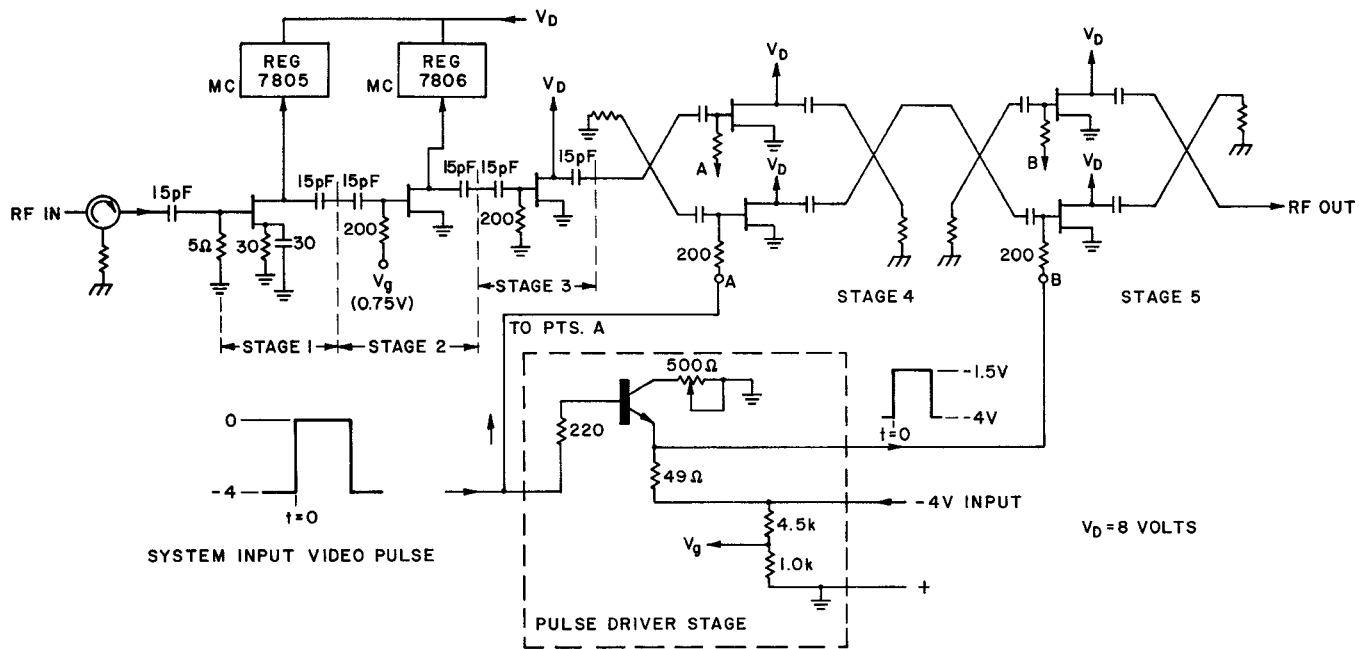 V_D
REG
7805
MC
REG
7806
MC
V_D
V_D
V_D
15pF
15pF
15pF
15pF
15pF
15pF
RF IN
A
V_D
B
V_D
RF OUT
5Ω
30
30
200
V_g
(0.75V)
200
200
A
200
B
STAGE 1
STAGE 2
STAGE 3
STAGE 4
STAGE 5
TO PTS. A
500Ω
220
49Ω
-1.5V
-4V
t=0
0
-4
t=0
-4V INPUT
4.5k
V_g
1.0k
+
V_D = 8 VOLTS
SYSTEM INPUT VIDEO PULSE
PULSE DRIVER STAGE